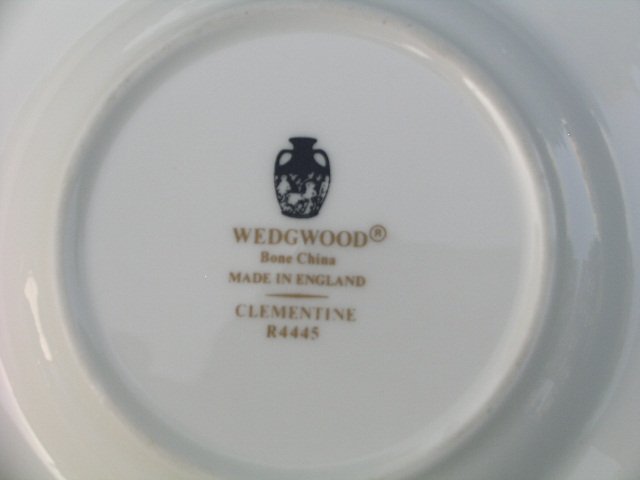 WEDGWOOD®
Bone China
MADE IN ENGLAND
CLEMENTINE
R4445